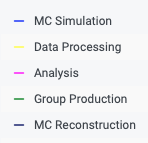 MC Simulation
Data Processing
Analysis
Group Production
MC Reconstruction